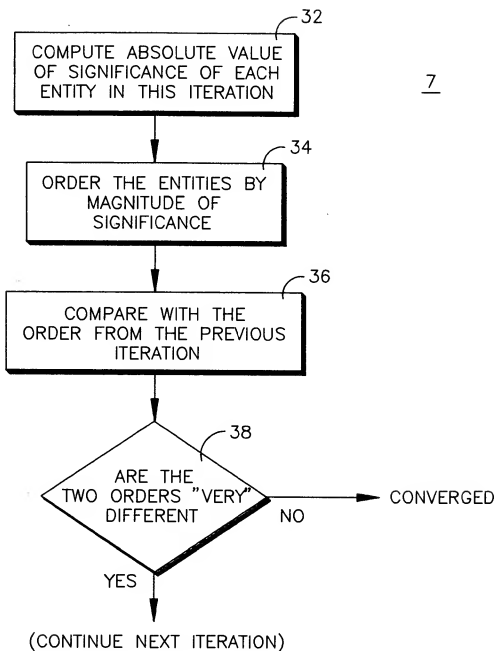 32
COMPUTE ABSOLUTE VALUE
OF SIGNIFICANCE OF EACH
ENTITY IN THIS ITERATION
7
34
ORDER THE ENTITIES BY
MAGNITUDE OF
SIGNIFICANCE
36
COMPARE WITH THE
ORDER FROM THE PREVIOUS
ITERATION
38
ARE THE
TWO ORDERS "VERY"
DIFFERENT
CONVERGED
NO
YES
(CONTINUE NEXT ITERATION)